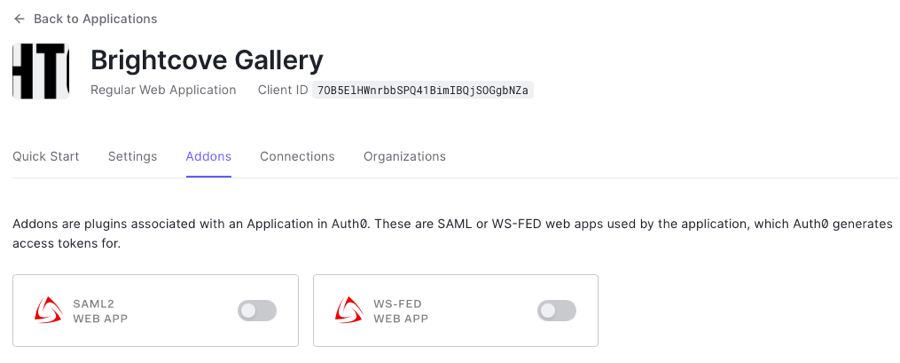 Back to Applications
HTC
Brightcove Gallery
Regular Web Application Client ID 7OB5ElHWnrbbSPQ41BimIBQjSOGgbNZa
Quick Start Settings Addons Connections Organizations
Addons are plugins associated with an Application in Auth0. These are SAML or WS-FED web apps used by the application, which Auth0 generates
access tokens for.
SAML2
WEB APP
WS-FED
WEB APP